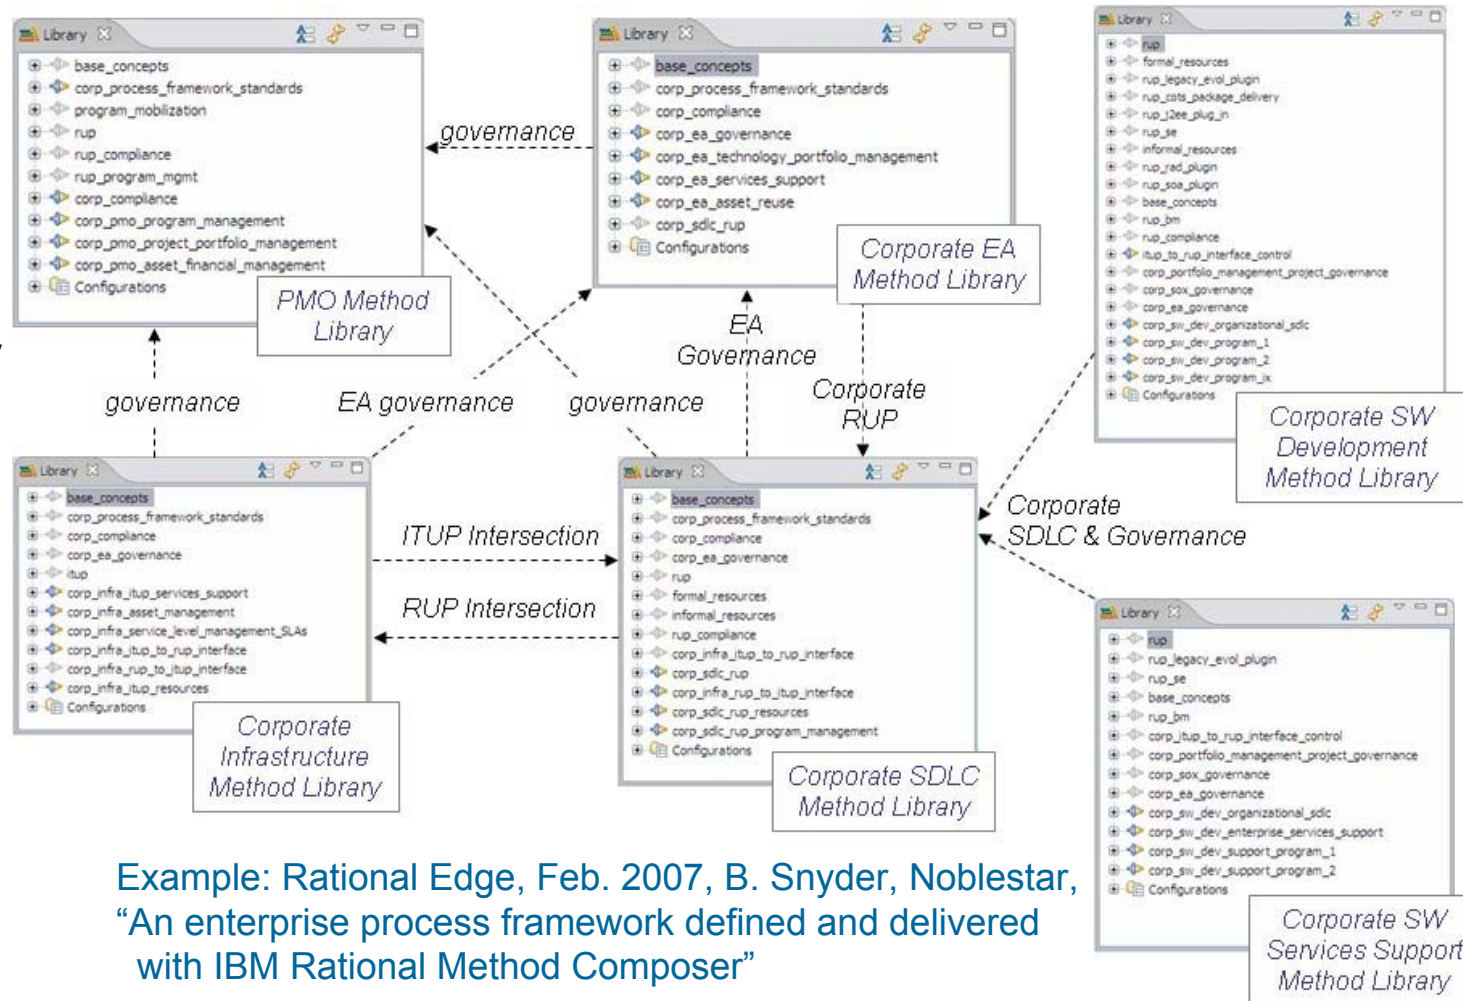 Library
base_concepts
corp_process_framework_standards
program_mobilization
rup
rup_compliance
rup_program_mgmt
corp_compliance
corp_pmo_program_management
corp_pmo_project_portfolio_management
corp_pmo_asset_financial_management
Configurations
PMO Method
Library
governance
Library
base_concepts
corp_process_framework_standards
corp_compliance
corp_ea_governance
corp_ea_technology_portfolio_management
corp_ea_services_support
corp_ea_asset_reuse
corp_sdlc_rup
Configurations
Corporate EA
Method Library
Library
rup
formal_resources
rup_legacy_evol_plugin
rup_cots_package_delivery
rup_j2ee_plug_in
rup_se
informal_resources
rup_rad_plugin
rup_soa_plugin
base_concepts
rup_bm
rup_compliance
itup_to_rup_interface_control
corp_portfolio_management_project_governance
corp_sox_governance
corp_ea_governance
corp_sw_dev_organizational_sdlc
corp_sw_dev_program_1
corp_sw_dev_program_2
corp_sw_dev_program_ix
Configurations
Corporate SW
Development
Method Library
governance
EA governance
governance
EA
Governance
Corporate
RUP
Library
base_concepts
corp_process_framework_standards
corp_compliance
corp_ea_governance
itup
corp_infra_itup_services_support
corp_infra_asset_management
corp_infra_service_level_management_SLAs
corp_infra_itup_to_rup_interface
corp_infra_rup_to_itup_interface
corp_infra_itup_resources
Configurations
Corporate
Infrastructure
Method Library
ITUP Intersection
RUP Intersection
Library
base_concepts
corp_process_framework_standards
corp_compliance
corp_ea_governance
rup
formal_resources
informal_resources
rup_compliance
corp_infra_itup_to_rup_interface
corp_sdlc_rup
corp_infra_rup_to_itup_interface
corp_sdlc_rup_resources
corp_sdlc_rup_program_management
Configurations
Corporate SDLC
Method Library
Corporate
SDLC & Governance
Library
rup
rup_legacy_evol_plugin
rup_se
base_concepts
rup_bm
corp_itup_to_rup_interface_control
corp_portfolio_management_project_governance
corp_sox_governance
corp_ea_governance
corp_sw_dev_organizational_sdlc
corp_sw_dev_enterprise_services_support
corp_sw_dev_support_program_1
corp_sw_dev_support_program_2
Configurations
Corporate SW
Services Support
Method Library
Example: Rational Edge, Feb. 2007, B. Snyder, Noblestar,
“An enterprise process framework defined and delivered
with IBM Rational Method Composer”